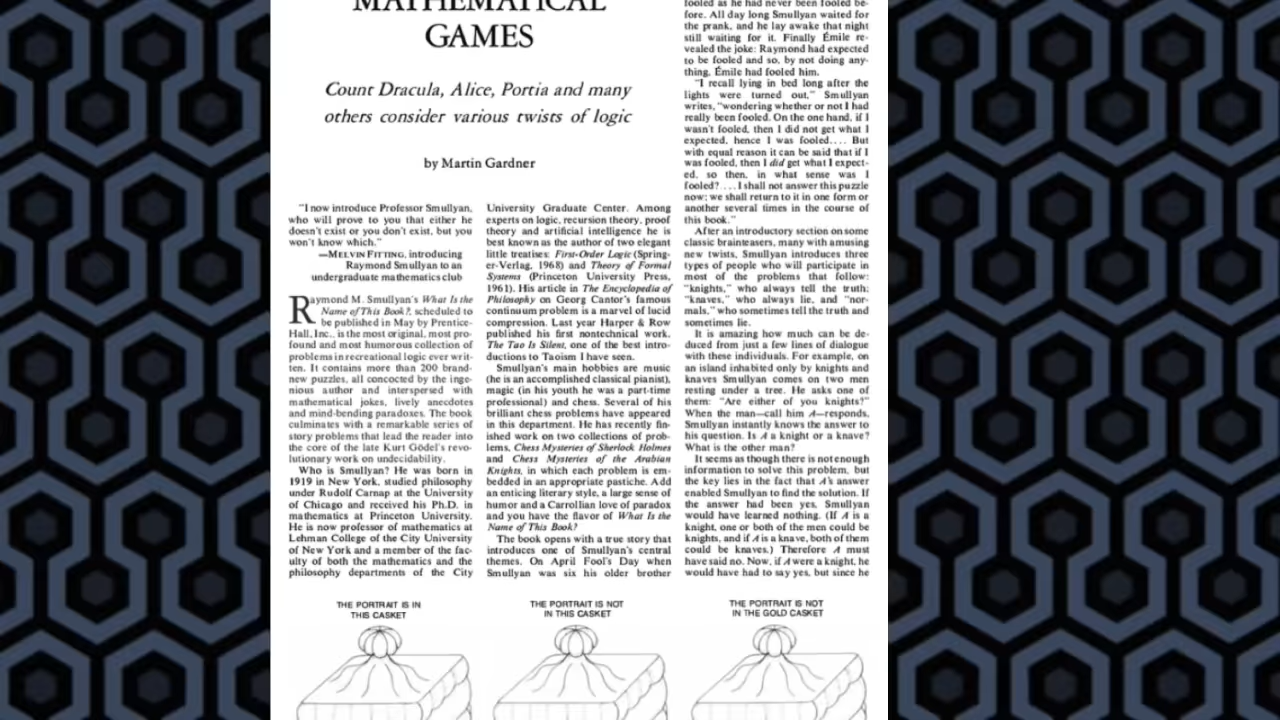 MATHEMATICAL
GAMES
Count Dracula, Alice, Portia and many
others consider various twists of logic
by Martin Gardner
"I now introduce Professor Smullyan,
who will prove to you that either he
doesn't exist or you don't exist, but you
won't know which."
—MELVIN FITTING, introducing
Raymond Smullyan to an
undergraduate mathematics club
Raymond M. Smullyan's What Is the
Name of This Book?, scheduled to
be published in May by Prentice-
Hall, Inc., is the most original, most pro-
found and most humorous collection of
problems in recreational logic ever writ-
ten. It contains more than 200 brand-
new puzzles, all concocted by the inge-
nious author and interspersed with
mathematical jokes, lively anecdotes
and mind-bending paradoxes. The book
culminates with a remarkable series of
story problems that lead the reader into
the core of the late Kurt Gödel's revo-
lutionary work on undecidability.
Who is Smullyan? He was born in
1919 in New York, studied philosophy
under Rudolf Carnap at the University
of Chicago and received his Ph.D. in
mathematics at Princeton University.
He is now professor of mathematics at
Lehman College of the City University
of New York and a member of the fac-
ulty of both the mathematics and the
philosophy departments of the City
University Graduate Center. Among
experts on logic, recursion theory, proof
theory and artificial intelligence he is
best known as the author of two elegant
little treatises: First-Order Logic (Spring-
er-Verlag, 1968) and Theory of Formal
Systems (Princeton University Press,
1961). His article in The Encyclopedia of
Philosophy on Georg Cantor's famous
continuum problem is a marvel of lucid
compression. Last year Harper & Row
published his first nontechnical work,
The Tao Is Silent, one of the best intro-
ductions to Taoism I have seen.
Smullyan's main hobbies are music
(he is an accomplished classical pianist),
magic (in his youth he was a part-time
professional) and chess. Several of his
brilliant chess problems have appeared
in this department. He has recently fin-
ished work on two collections of prob-
lems, Chess Mysteries of Sherlock Holmes
and Chess Mysteries of the Arabian
Knights, in which each problem is em-
bedded in an appropriate pastiche. Add
an enticing literary style, a large sense of
humor and a Carrollian love of paradox
and you have the flavor of What Is the
Name of This Book?
The book opens with a true story that
introduces one of Smullyan's central
themes. On April Fool's Day when
Smullyan was six his older brother
fooled as he had never been fooled be-
fore. All day long Smullyan waited for
the prank, and he lay awake that night
still waiting for it. Finally Émile re-
vealed the joke: Raymond had expected
to be fooled and so, by not doing any-
thing, Émile had fooled him.
"I recall lying in bed long after the
lights were turned out," Smullyan
writes, "wondering whether or not I had
really been fooled. On the one hand, if I
wasn't fooled, then I did not get what I
expected, hence I was fooled.... But
with equal reason it can be said that if I
was fooled, then I did get what I expect-
ed, so then, in what sense was I
fooled? ... I shall not answer this puzzle
now; we shall return to it in one form or
another several times in the course of
this book."
After an introductory section on some
classic brainteasers, many with amusing
new twists, Smullyan introduces three
types of people who will participate in
most of the problems that follow:
"knights," who always tell the truth;
"knaves," who always lie, and "nor-
mals," who sometimes tell the truth and
sometimes lie.
It is amazing how much can be de-
duced from just a few lines of dialogue
with these individuals. For example, on
an island inhabited only by knights and
knaves Smullyan comes on two men
resting under a tree. He asks one of
them: "Are either of you knights?"
When the man—call him A—responds,
Smullyan instantly knows the answer to
his question. Is A a knight or a knave?
What is the other man?
It seems as though there is not enough
information to solve this problem, but
the key lies in the fact that A's answer
enabled Smullyan to find the solution. If
the answer had been yes, Smullyan
would have learned nothing. (If A is a
knight, one or both of the men could be
knights, and if A is a knave, both of them
could be knaves.) Therefore A must
have said no. Now, if A were a knight, he
would have had to say yes, but since he
THE PORTRAIT IS IN
THIS CASKET
THE PORTRAIT IS NOT
IN THIS CASKET
THE PORTRAIT IS NOT
IN THE GOLD CASKET